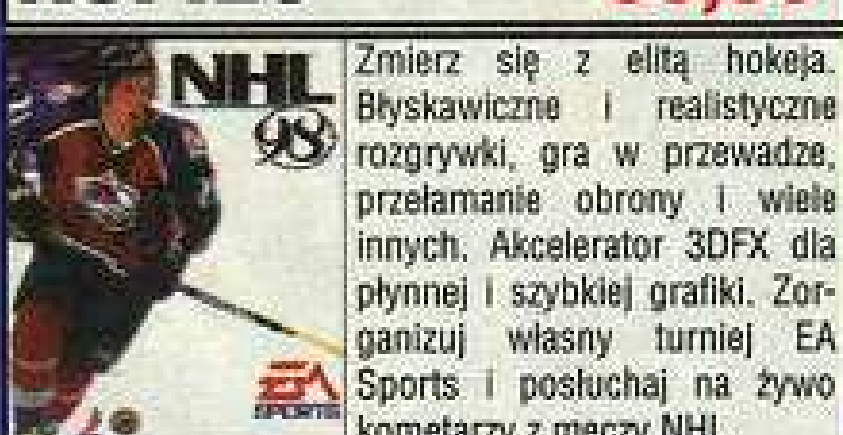 NHL
98
EA
SPORTS
Zmierz się z elitą hokeja.
Błyskawiczne i realistyczne
rozgrywki, gra w przewadze,
przełamanie obrony i wiele
innych. Akcelerator 3DFX dla
płynnej i szybkiej grafiki. Zor-
ganizuj własny turniej EA
Sports i posłuchaj na żywo
kometarzy z meczy NHL